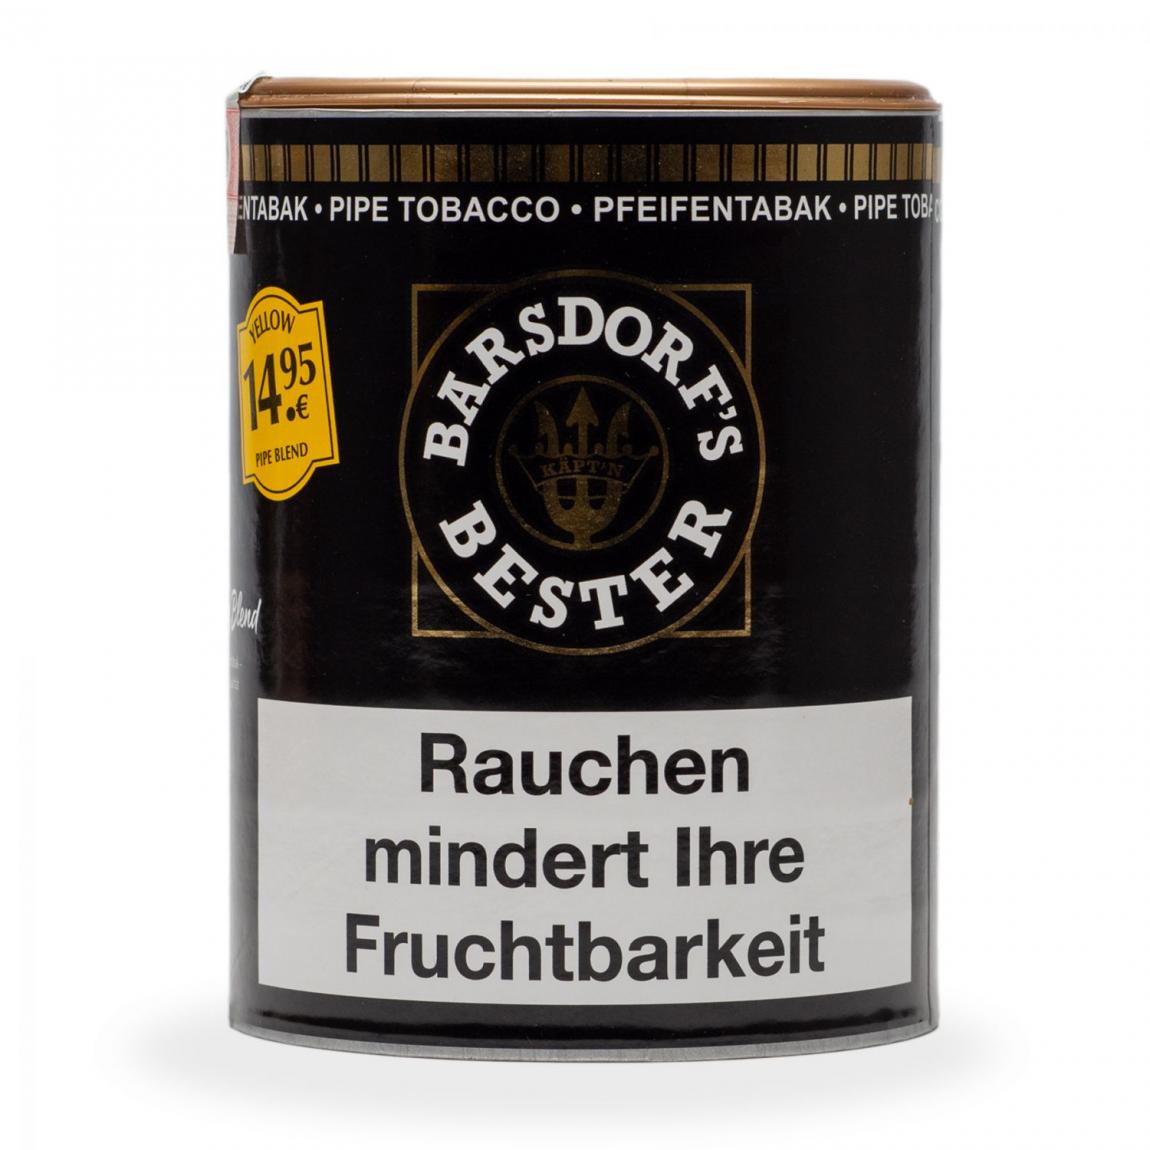 ENTABAK • PIPE TOBACCO • PFEIFENTABAK • PIPE TOBA
YELLOW
14.95
€
PIPE BLEND
BARSDORF'S
KÄPT'N
BESTER
Blend
Rauchen
mindert Ihre
Fruchtbarkeit